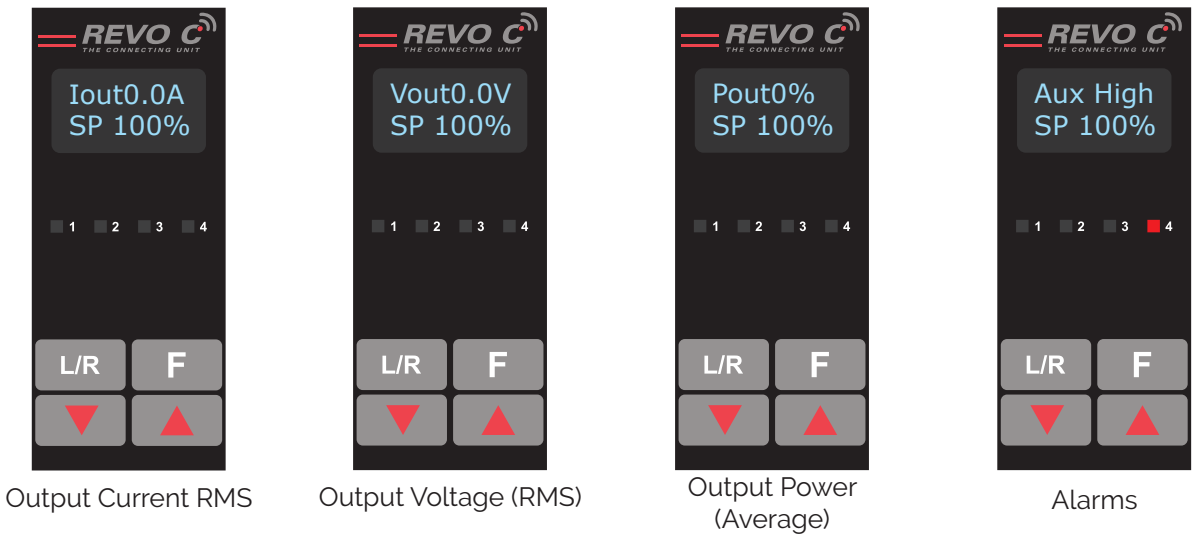 REVO C
THE CONNECTING UNIT
Iout0.0A
SP 100%
1 2 3 4
L/R F
Output Current RMS
REVO C
THE CONNECTING UNIT
Vout0.0V
SP 100%
1 2 3 4
L/R F
Output Voltage (RMS)
REVO C
THE CONNECTING UNIT
Pout0%
SP 100%
1 2 3 4
L/R F
Output Power
(Average)
REVO C
THE CONNECTING UNIT
Aux High
SP 100%
1 2 3 4
L/R F
Alarms